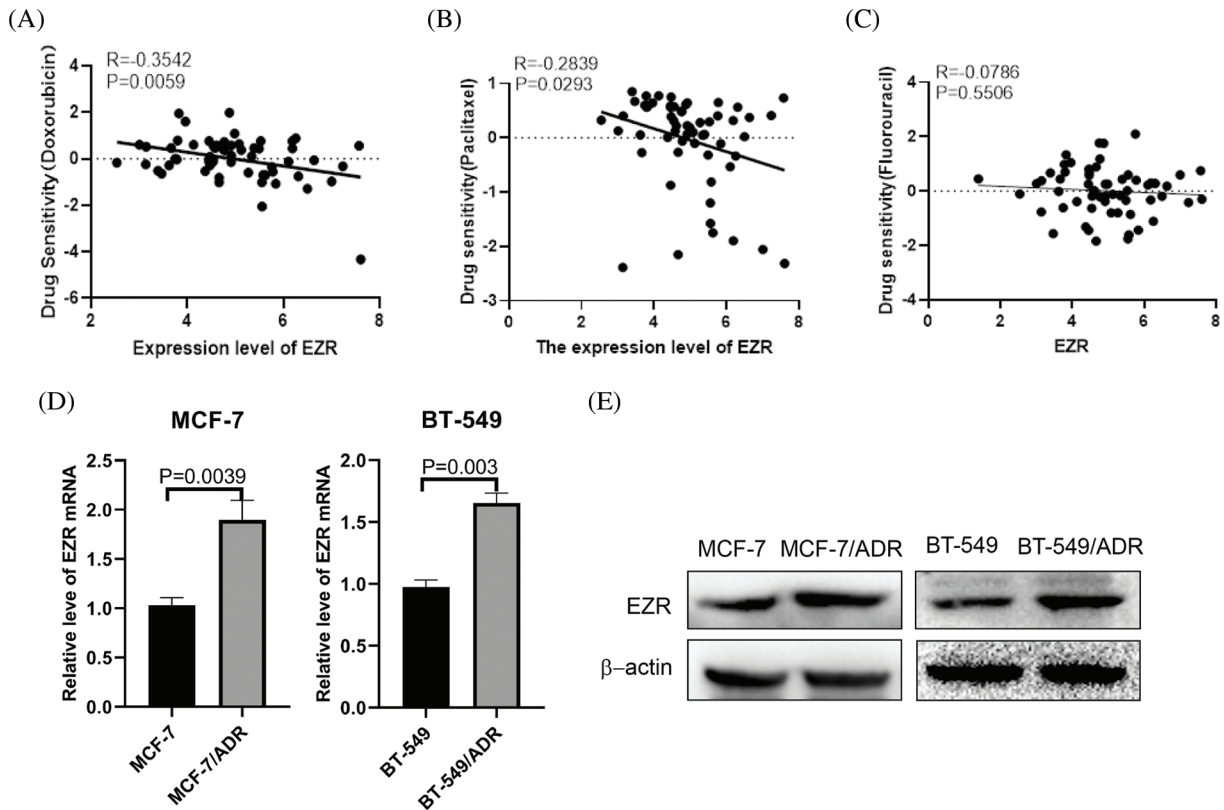 (A)
R=-0.3542
P=0.0059
Drug Sensitivity (Doxorubicin)
4
2
0
-2
-4
-6
2
4
6
8
Expression level of EZR
(B)
R=-0.2839
P=0.0293
Drug sensitivity(Paclitaxel)
1
0
-1
-2
-3
0
2
4
6
8
The expression level of EZR
(C)
R=-0.0786
P=0.5506
Drug sensitivity(Fluorouracil)
4
2
0
-2
-4
0
2
4
6
8
EZR
(D)
MCF-7
P=0.0039
Relative leve of EZR mRNA
2.5
2.0
1.5
1.0
0.5
0.0
MCF-7
MCF-7/ADR
BT-549
P=0.003
Relative level of EZR mRNA
2.0
1.5
1.0
0.5
0.0
BT-549
BT-549/ADR
(E)
MCF-7 MCF-7/ADR BT-549 BT-549/ADR
EZR
β-actin